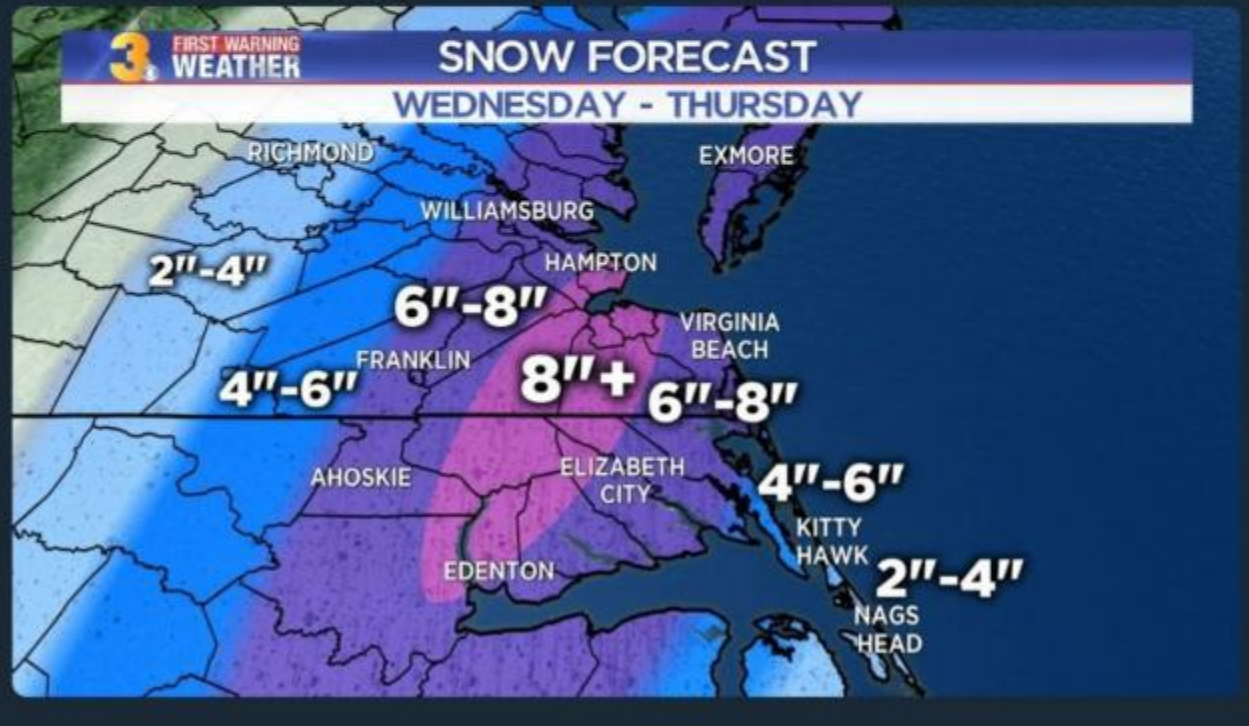 3 FIRST WARNING
WEATHER
SNOW FORECAST
WEDNESDAY - THURSDAY
RICHMOND
EXMORE
WILLIAMSBURG
HAMPTON
2"-4"
6"-8"
VIRGINIA
BEACH
FRANKLIN
4"-6"
8"+
6"-8"
AHOSKIE
ELIZABETH
CITY
4"-6"
KITTY
HAWK
EDENTON
2"-4"
NAGS
HEAD